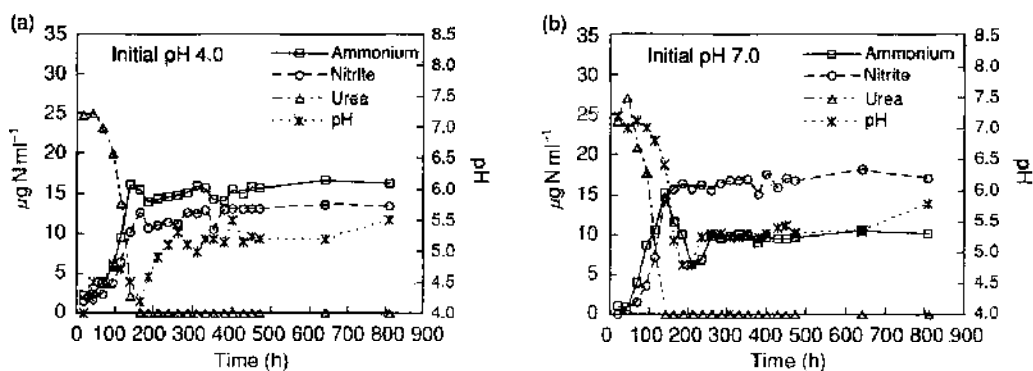 (a)
Initial pH 4.0
Ammonium
Nitrite
Urea
pH
35
30
25
20
15
10
5
0
µg N ml⁻¹
8.5
8.0
7.5
7.0
6.5
6.0
5.5
5.0
4.5
4.0
pH
0 100 200 300 400 500 600 700 800 900
Time (h)
(b)
Initial pH 7.0
Ammonium
Nitrite
Urea
pH
35
30
25
20
15
10
5
0
µg N ml⁻¹
8.5
8.0
7.5
7.0
6.5
6.0
5.5
5.0
4.5
4.0
pH
0 100 200 300 400 500 600 700 800 900
Time (h)